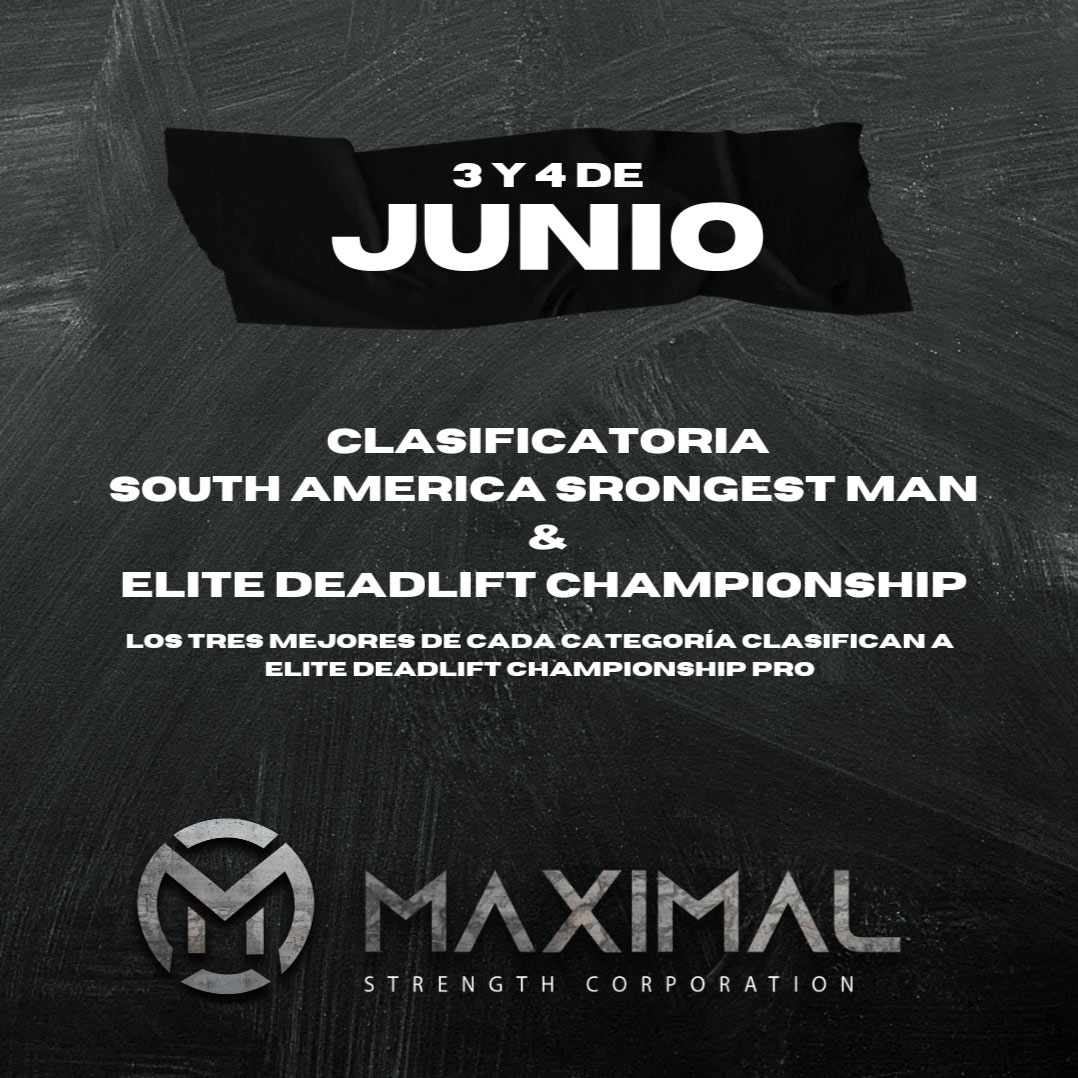 3 Y 4 DE
JUNIO
CLASIFICATORIA
SOUTH AMERICA SRONGEST MAN
&
ELITE DEADLIFT CHAMPIONSHIP
LOS TRES MEJORES DE CADA CATEGORÍA CLASIFICAN A
ELITE DEADLIFT CHAMPIONSHIP PRO
MAXIMAL
STRENGTH CORPORATION